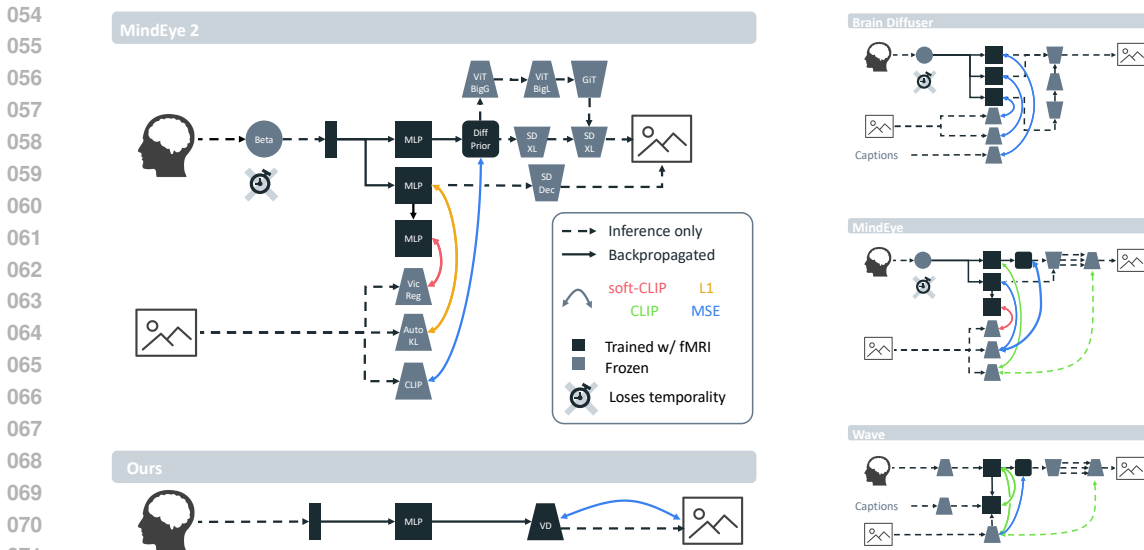 054
055
056
057
058
059
060
061
062
063
064
065
066
067
068
069
070
MindEye 2
ViT
BigG
ViT
BigL
GiT
Beta
MLP
Diff
Prior
SD
XL
SD
XL
MLP
SD
Dec
MLP
Vic
Reg
Auto
KL
CLIP
Inference only
Backpropagated
soft-CLIP L1
CLIP MSE
Trained w/ fMRI
Frozen
Loses temporality
Ours
MLP
VD
Brain Diffuser
Captions
MindEye
Wave
Captions